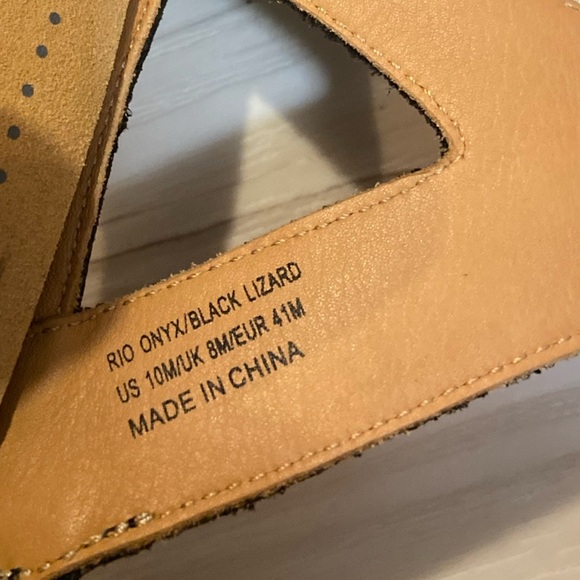 RIO ONYX/BLACK LIZARD
US 10M/UK 8M/EUR 41M
MADE IN CHINA